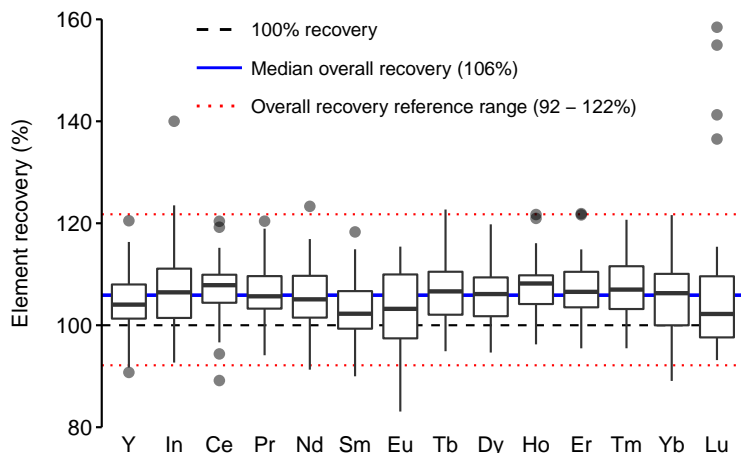 160
140
120
100
80
Element recovery (%)
100% recovery
Median overall recovery (106%)
Overall recovery reference range (92 – 122%)
Y In Ce Pr Nd Sm Eu Tb Dy Ho Er Tm Yb Lu